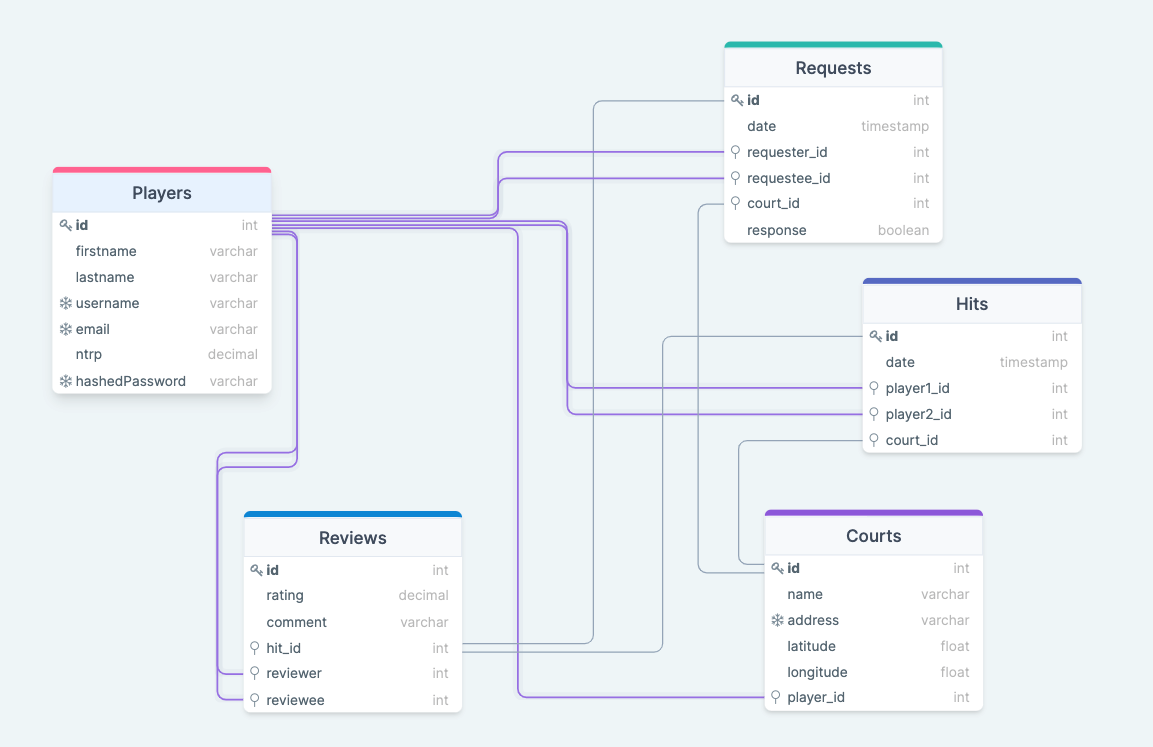 Requests
id int
date timestamp
requester_id int
requestee_id int
court_id int
response boolean
Players
id int
firstname varchar
lastname varchar
username varchar
email varchar
ntrp decimal
hashedPassword varchar
Hits
id int
date timestamp
player1_id int
player2_id int
court_id int
Reviews
id int
rating decimal
comment varchar
hit_id int
reviewer int
reviewee int
Courts
id int
name varchar
address varchar
latitude float
longitude float
player_id int